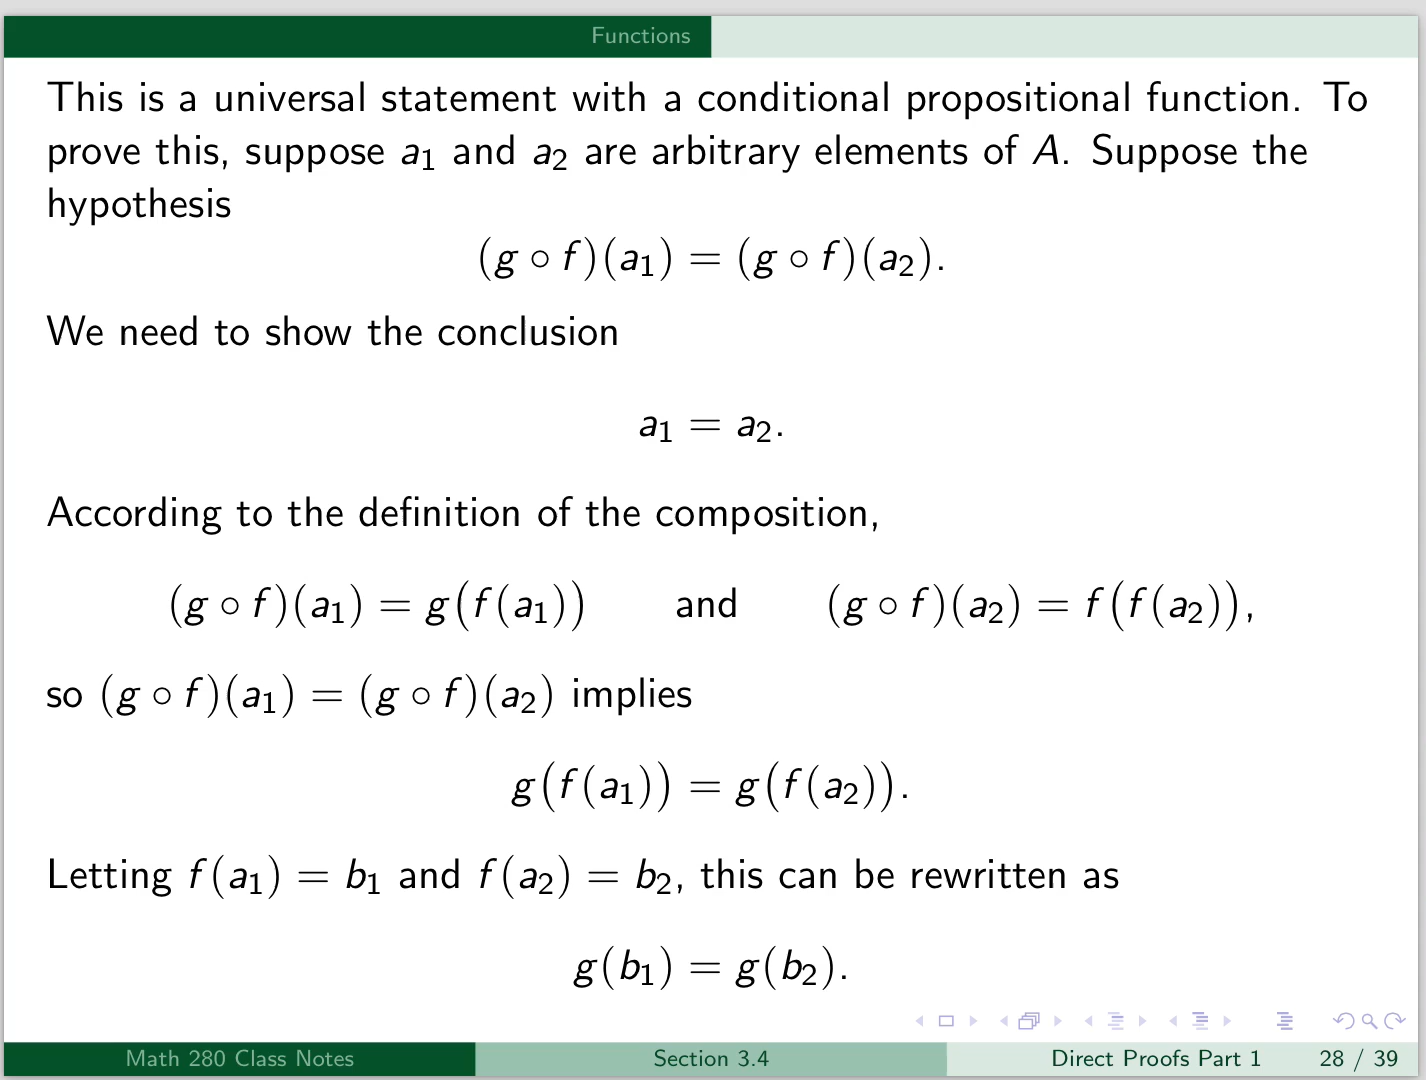 Functions
This is a universal statement with a conditional propositional function. To
prove this, suppose a₁ and a₂ are arbitrary elements of A. Suppose the
hypothesis
(g ∘ f)(a₁) = (g ∘ f)(a₂).
We need to show the conclusion
a₁ = a₂.
According to the definition of the composition,
(g ∘ f)(a₁) = g(f(a₁)) and (g ∘ f)(a₂) = f(f(a₂)),
so (g ∘ f)(a₁) = (g ∘ f)(a₂) implies
g(f(a₁)) = g(f(a₂)).
Letting f(a₁) = b₁ and f(a₂) = b₂, this can be rewritten as
g(b₁) = g(b₂).
Math 280 Class Notes Section 3.4 Direct Proofs Part 1 28 / 39